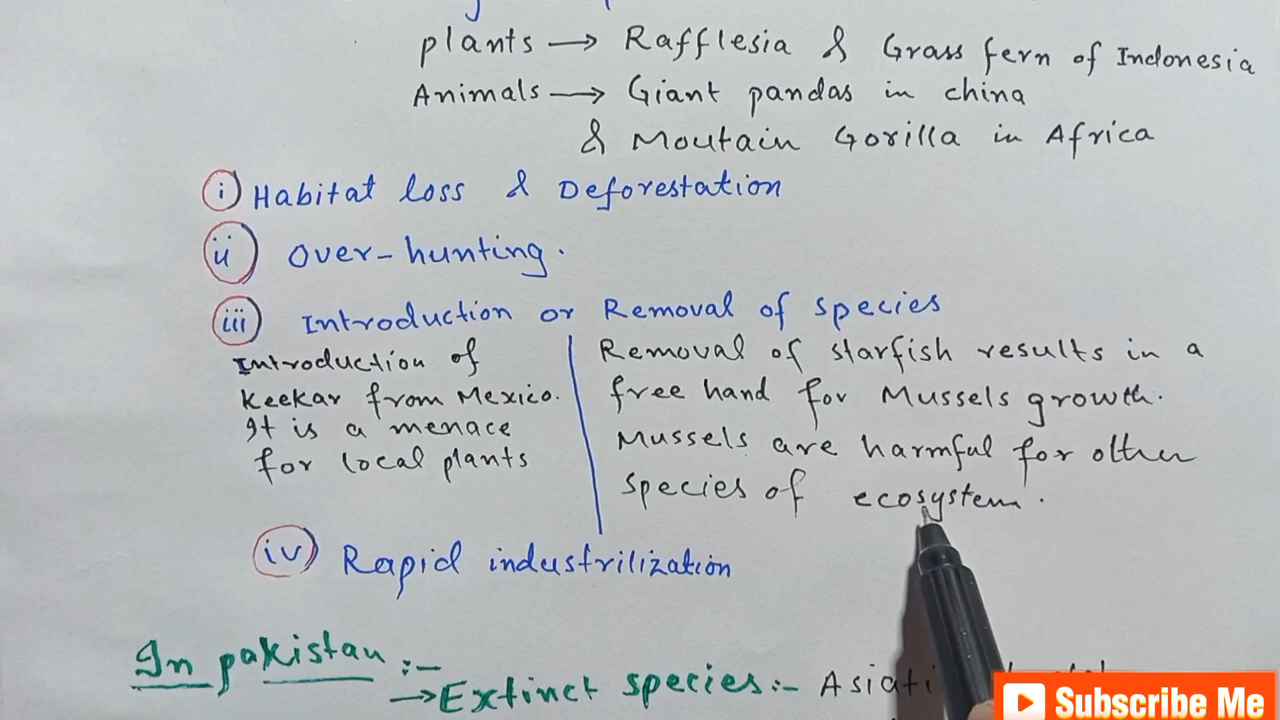 plants → Rafflesia & Grass fern of Indonesia
Animals → Giant pandas in china
& Moutain Gorilla in Africa
i Habitat loss & Deforestation
ii Over-hunting.
iii Introduction or Removal of species
Introduction of
Keekar from Mexico.
It is a menace
for local plants
Removal of starfish results in a
free hand for Mussels growth.
Mussels are harmful for other
species of ecosystem.
iv Rapid industrilization
In pakistan :-
→ Extinct species :-
Subscribe Me